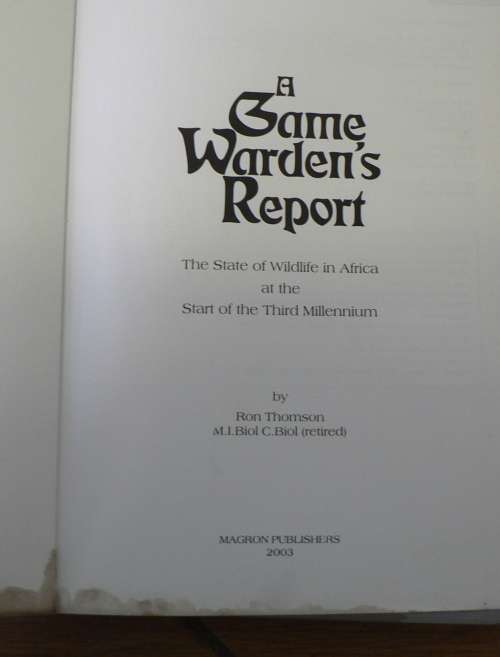 A
Game
Warden's
Report
The State of Wildlife in Africa
at the
Start of the Third Millennium
by
Ron Thomson
M.I.Biol C.Biol (retired)
MAGRON PUBLISHERS
2003